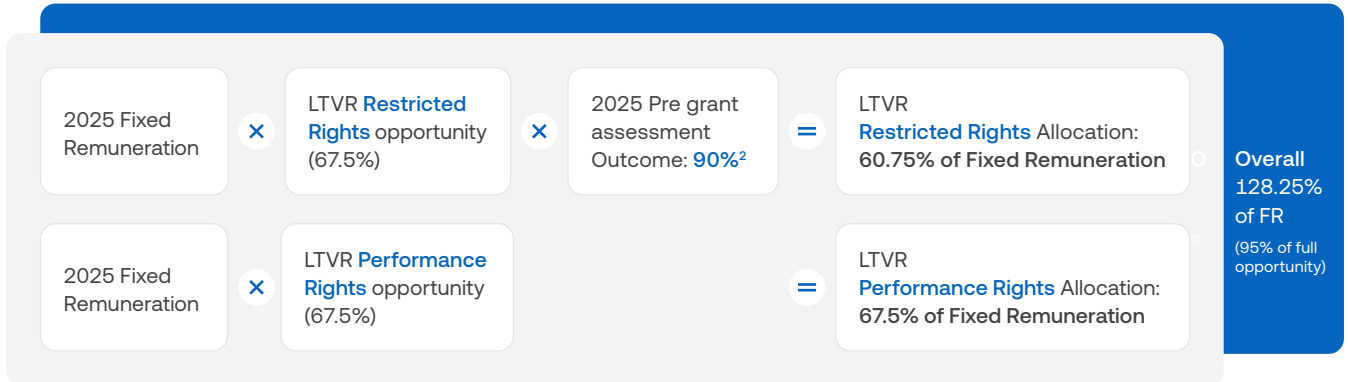 2025 Fixed
Remuneration
×
LTVR Restricted
Rights opportunity
(67.5%)
×
2025 Pre grant
assessment
Outcome: 90%²
=
LTVR
Restricted Rights Allocation:
60.75% of Fixed Remuneration
2025 Fixed
Remuneration
×
LTVR Performance
Rights opportunity
(67.5%)
=
LTVR
Performance Rights Allocation:
67.5% of Fixed Remuneration
Overall
128.25%
of FR
(95% of full
opportunity)